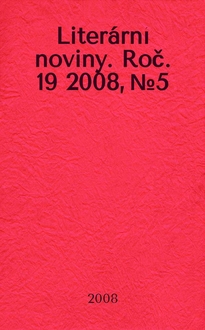 Literárnı
noviny. Roč.
19 2008, №5
2008